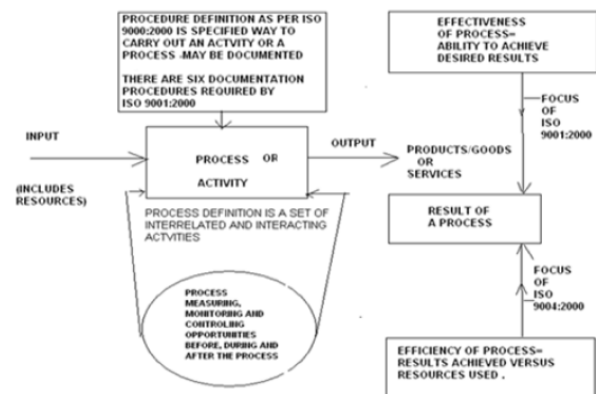 PROCEDURE DEFINITION AS PER ISO
9000:2000 IS SPECIFIED WAY TO
CARRY OUT AN ACTVITY OR A
PROCESS -MAY BE DOCUMENTED
THERE ARE SIX DOCUMENTATION
PROCEDURES REQUIRED BY
ISO 9001:2000
EFFECTIVENESS
OF PROCESS=
ABILITY TO ACHIEVE
DESIRED RESULTS
FOCUS
OF
ISO
9001:2000
INPUT
(INCLUDES
RESOURCES)
PROCESS OR
ACTIVITY
OUTPUT
PRODUCTS/GOODS
OR
SERVICES
PROCESS DEFINITION IS A SET OF
INTERRELATED AND INTERACTING
ACTVITIES
RESULT OF
A PROCESS
PROCESS
MEASURING,
MONITORING AND
CONTROLING
OPPORTUNITIES
BEFORE, DURING AND
AFTER THE PROCESS
FOCUS
OF
ISO
9004:2000
EFFICIENCY OF PROCESS=
RESULTS ACHIEVED VERSUS
RESOURCES USED .